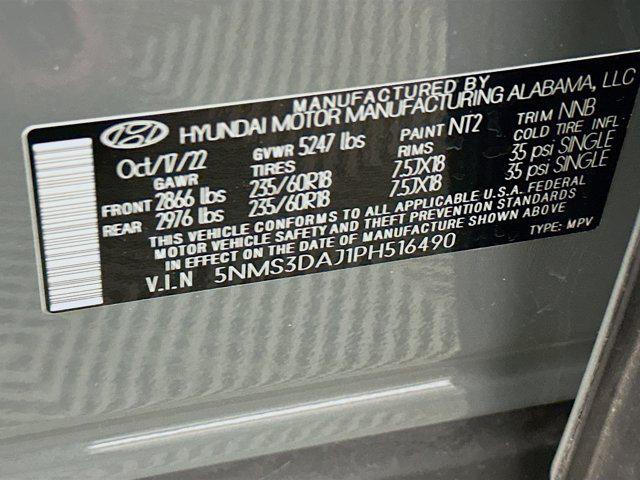 MANUFACTURED BY
HYUNDAI MOTOR MANUFACTURING ALABAMA, LLC
Oct/17/22 GVWR 5247 lbs PAINT NT2 TRIM NNB
GAWR TIRES RIMS COLD TIRE INFL
FRONT 2866 lbs 235/60R18 7.5JX18 35 psi SINGLE
REAR 2976 lbs 235/60R18 7.5JX18 35 psi SINGLE
THIS VEHICLE CONFORMS TO ALL APPLICABLE U.S.A. FEDERAL
MOTOR VEHICLE SAFETY AND THEFT PREVENTION STANDARDS
IN EFFECT ON THE DATE OF MANUFACTURE SHOWN ABOVE
V.I.N 5NMS3DAJ1PH516490 TYPE: MPV